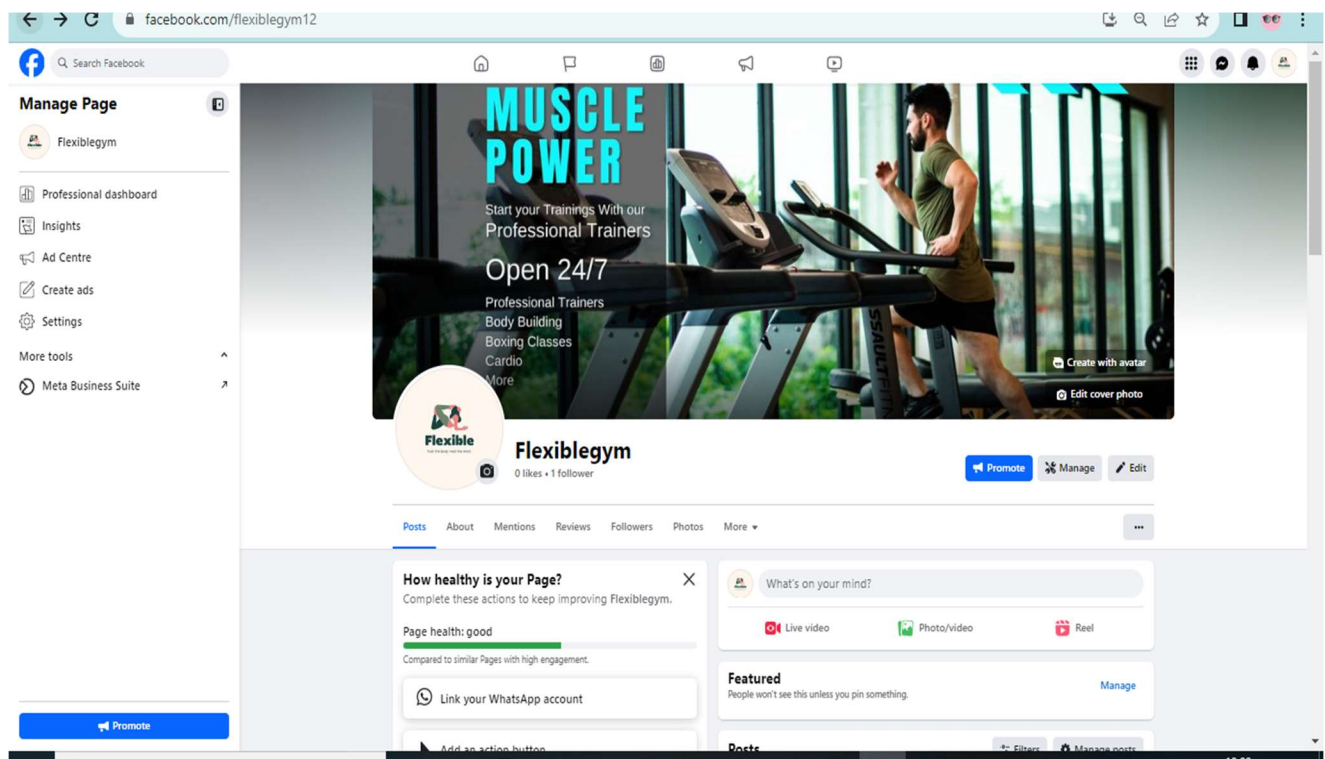 facebook.com/flexiblegym12
Search Facebook
Manage Page
Flexiblegym
Professional dashboard
Insights
Ad Centre
Create ads
Settings
More tools
Meta Business Suite
Promote
MUSCLE
POWER
Start your Trainings With our
Professional Trainers
Open 24/7
Professional Trainers
Body Building
Boxing Classes
Cardio
More
Create with avatar
Edit cover photo
Flexible
Flexiblegym
0 likes • 1 follower
Promote
Manage
Edit
Posts About Mentions Reviews Followers Photos More
How healthy is your Page?
Complete these actions to keep improving Flexiblegym.
Page health: good
Compared to similar Pages with high engagement.
Link your WhatsApp account
Add an action button
What's on your mind?
Live video
Photo/video
Reel
Featured
People won't see this unless you pin something.
Manage
Posts
Filters
Manage posts